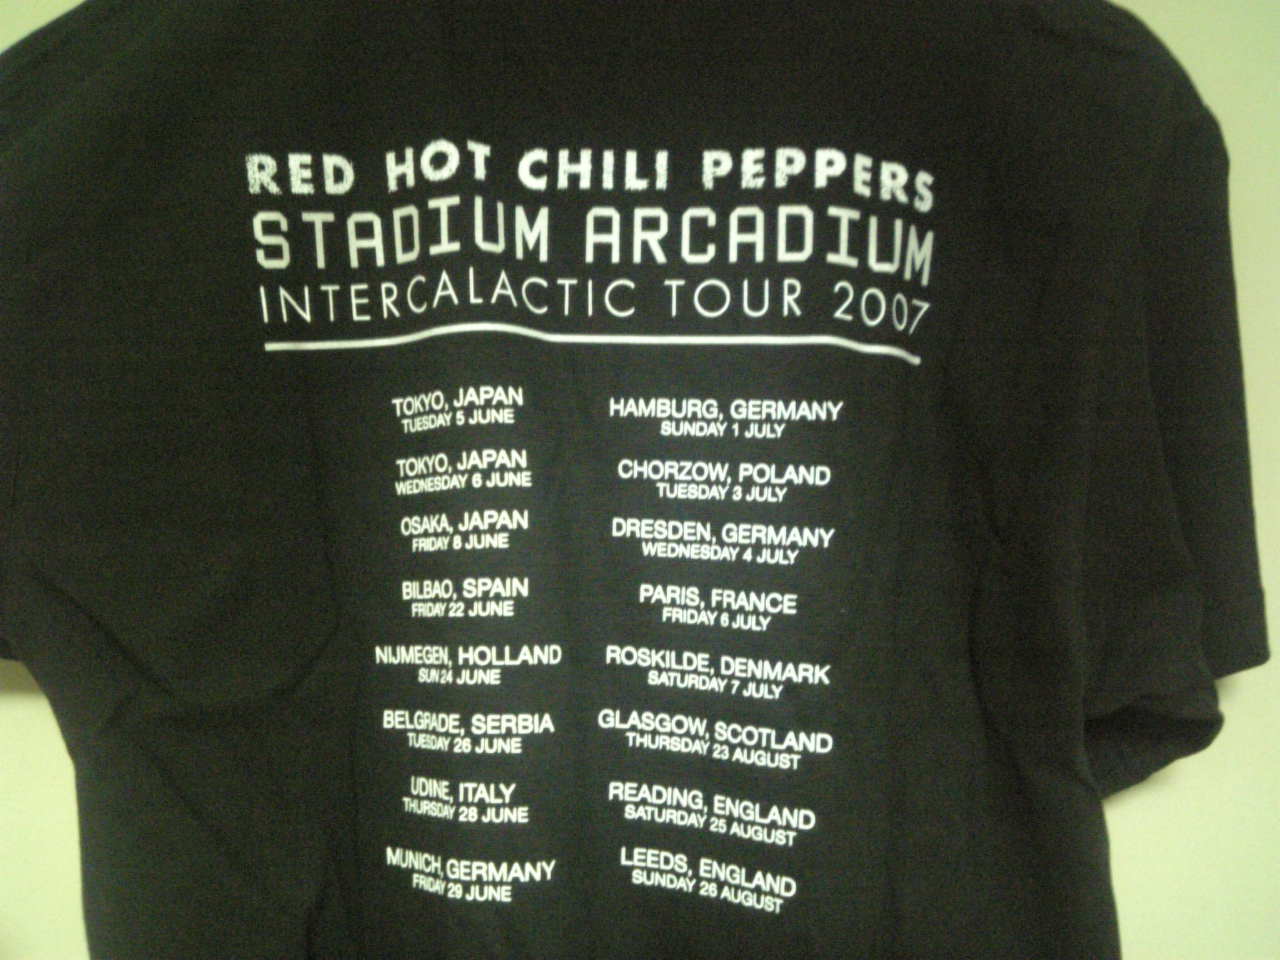 RED HOT CHILI PEPPERS
STADIUM ARCADIUM
INTERCALACTIC TOUR 2007
TOKYO, JAPAN
TUESDAY 5 JUNE
TOKYO, JAPAN
WEDNESDAY 6 JUNE
OSAKA, JAPAN
FRIDAY 8 JUNE
BILBAO, SPAIN
FRIDAY 22 JUNE
NIJMEGEN, HOLLAND
SUN 24 JUNE
BELGRADE, SERBIA
TUESDAY 26 JUNE
UDINE, ITALY
THURSDAY 28 JUNE
MUNICH, GERMANY
FRIDAY 29 JUNE
HAMBURG, GERMANY
SUNDAY 1 JULY
CHORZOW, POLAND
TUESDAY 3 JULY
DRESDEN, GERMANY
WEDNESDAY 4 JULY
PARIS, FRANCE
FRIDAY 6 JULY
ROSKILDE, DENMARK
SATURDAY 7 JULY
GLASGOW, SCOTLAND
THURSDAY 23 AUGUST
READING, ENGLAND
SATURDAY 25 AUGUST
LEEDS, ENGLAND
SUNDAY 26 AUGUST